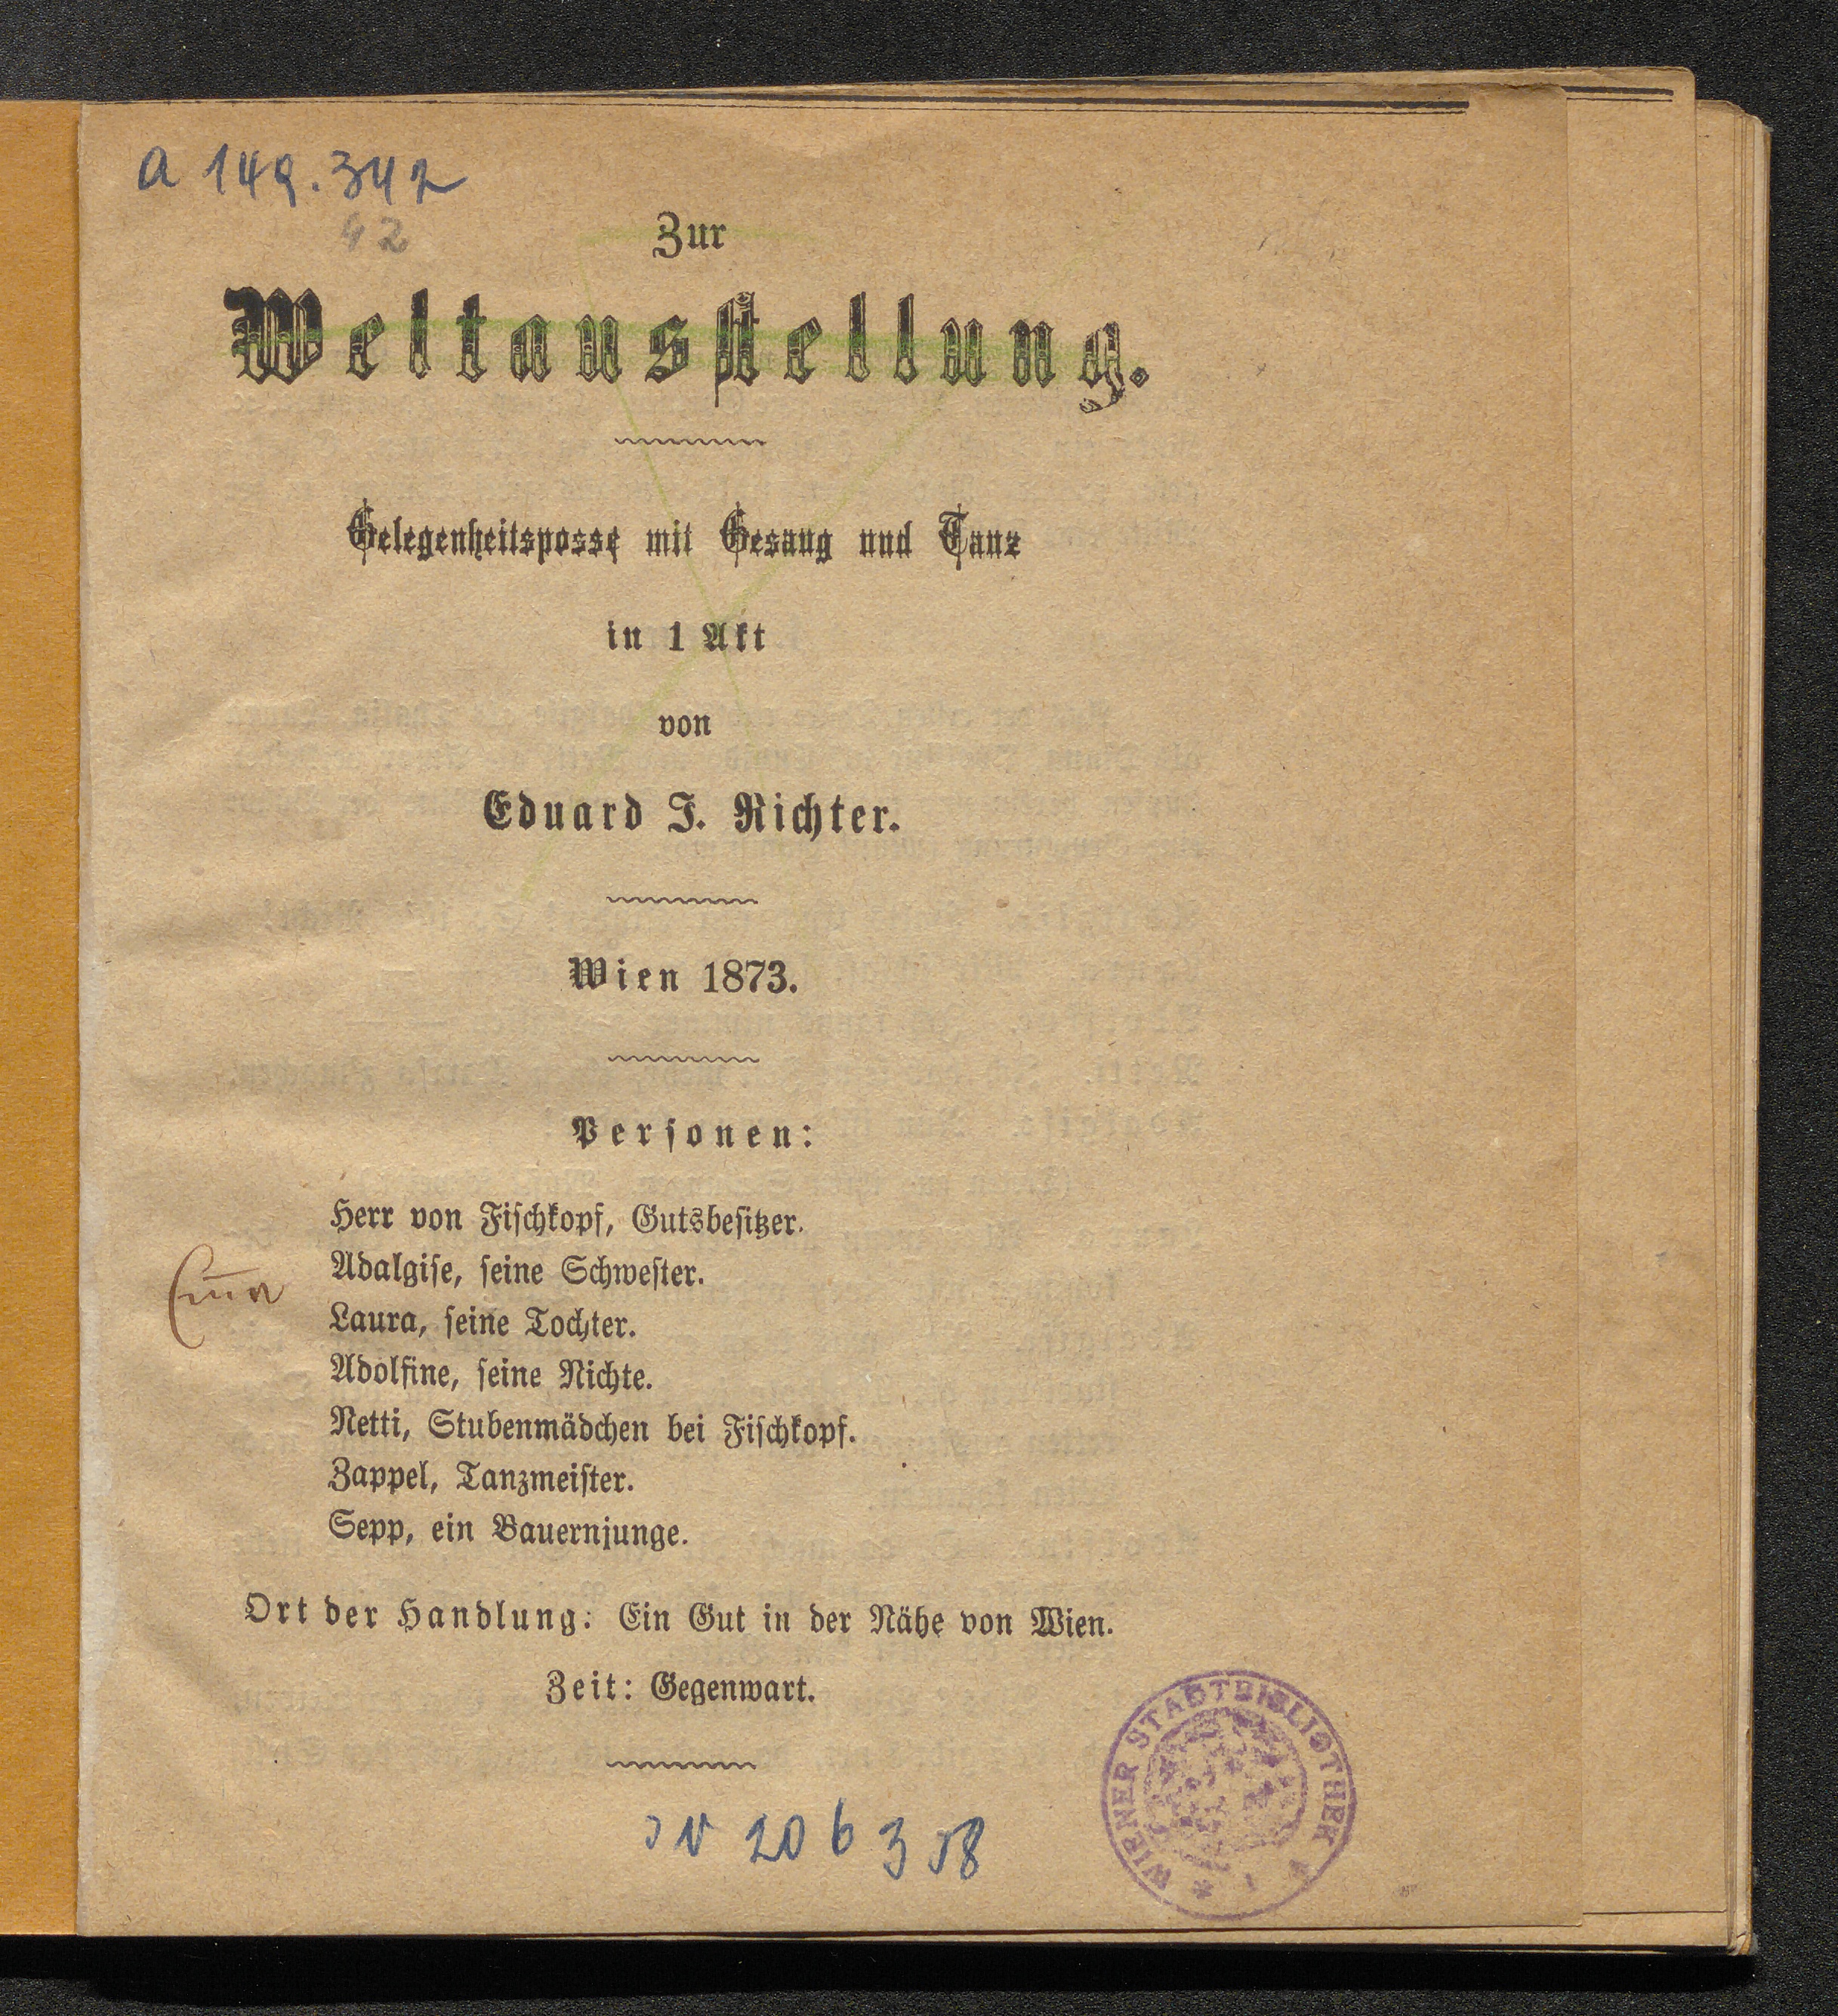 a 149.342
42
Zur
Weltausstellung.
Gelegenheitsposse mit Gesang und Tanz
in 1 Akt
von
Eduard J. Richter.
Wien 1873.
Personen:
Herr von Fischkopf, Gutsbesitzer.
Adalgise, seine Schwester.
Laura, seine Tochter.
Adolfine, seine Nichte.
Netti, Stubenmädchen bei Fischkopf.
Zappel, Tanzmeister.
Sepp, ein Bauernjunge.
Ort der Handlung: Ein Gut in der Nähe von Wien.
Zeit: Gegenwart.
WIENER STADTBIBLIOTHEK